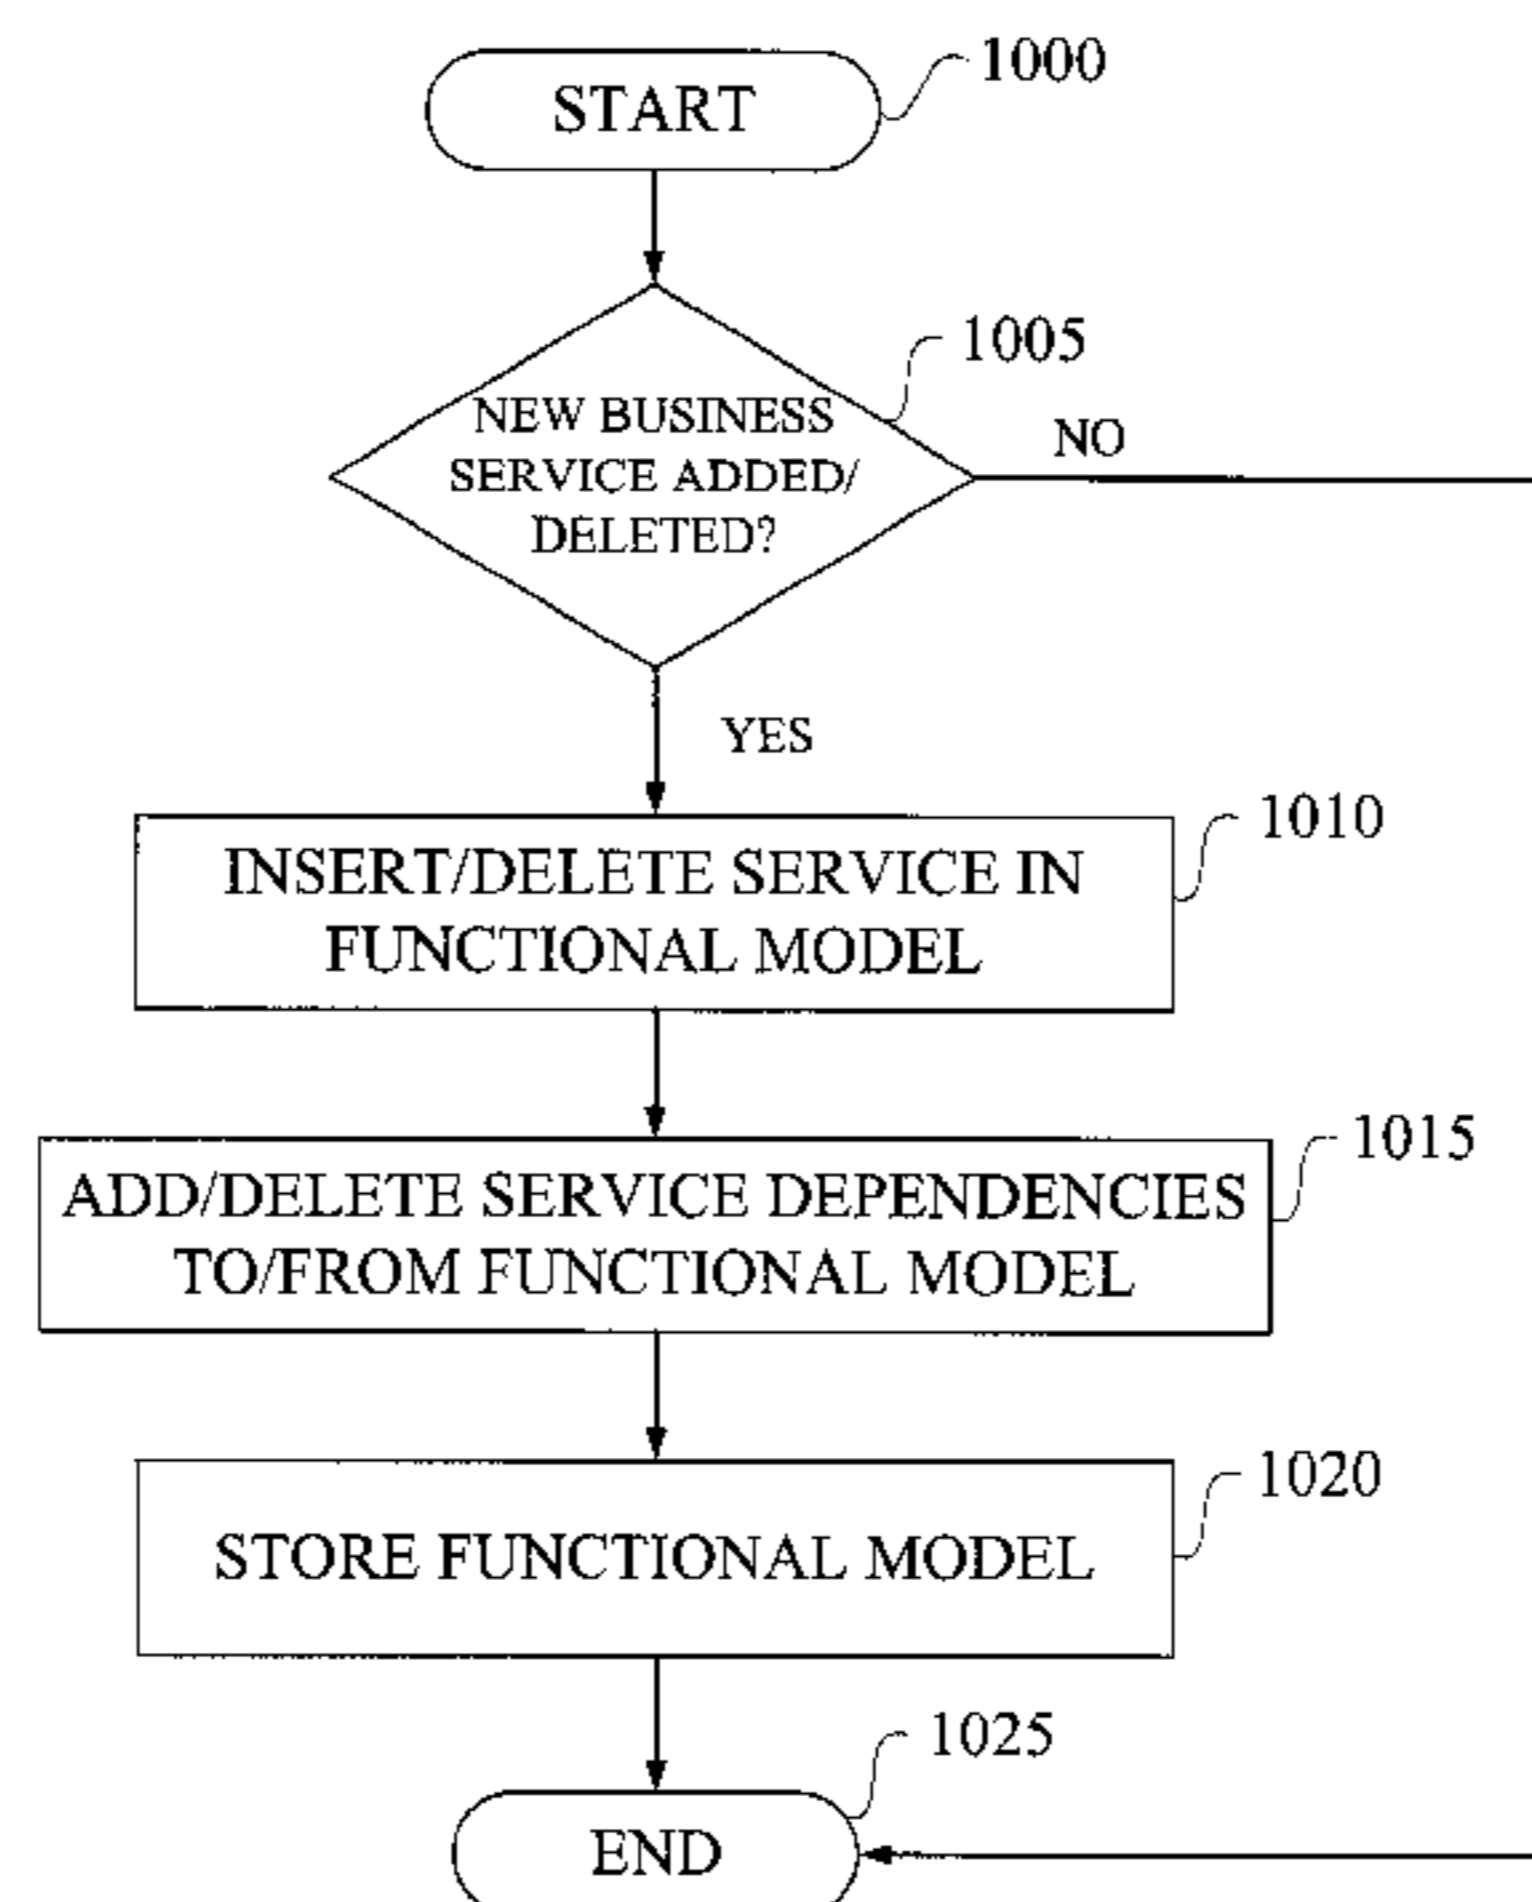 START
1000
1005
NEW BUSINESS
SERVICE ADDED/
DELETED?
NO
YES
1010
INSERT/DELETE SERVICE IN
FUNCTIONAL MODEL
1015
ADD/DELETE SERVICE DEPENDENCIES
TO/FROM FUNCTIONAL MODEL
1020
STORE FUNCTIONAL MODEL
1025
END